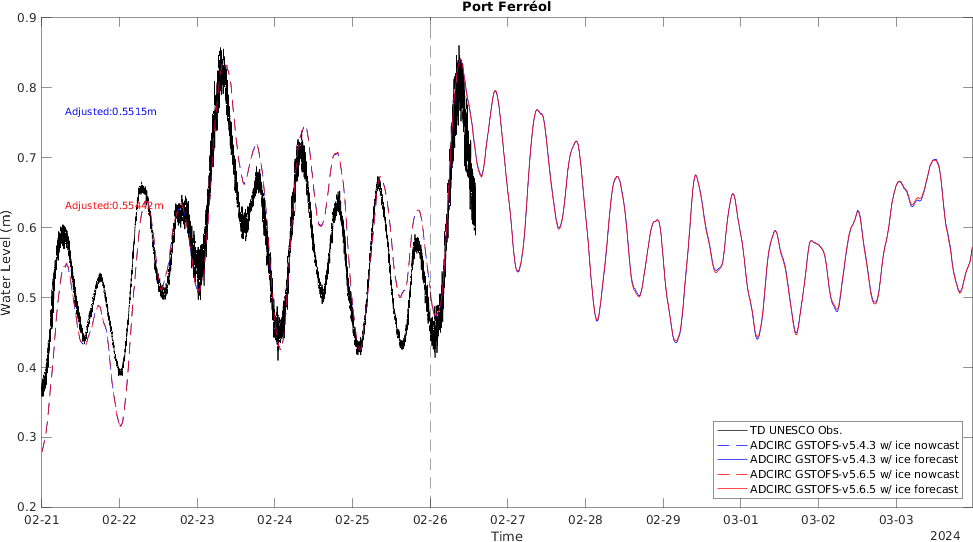 Port Ferréol
0.9
0.8
0.7
0.6
0.5
0.4
0.3
0.2
Water Level (m)
Adjusted:0.5515m
Adjusted:0.55442m
TD UNESCO Obs.
ADCIRC GSTOFS-v5.4.3 w/ ice nowcast
ADCIRC GSTOFS-v5.4.3 w/ ice forecast
ADCIRC GSTOFS-v5.6.5 w/ ice nowcast
ADCIRC GSTOFS-v5.6.5 w/ ice forecast
02-21 02-22 02-23 02-24 02-25 02-26 02-27 02-28 02-29 03-01 03-02 03-03
Time
2024